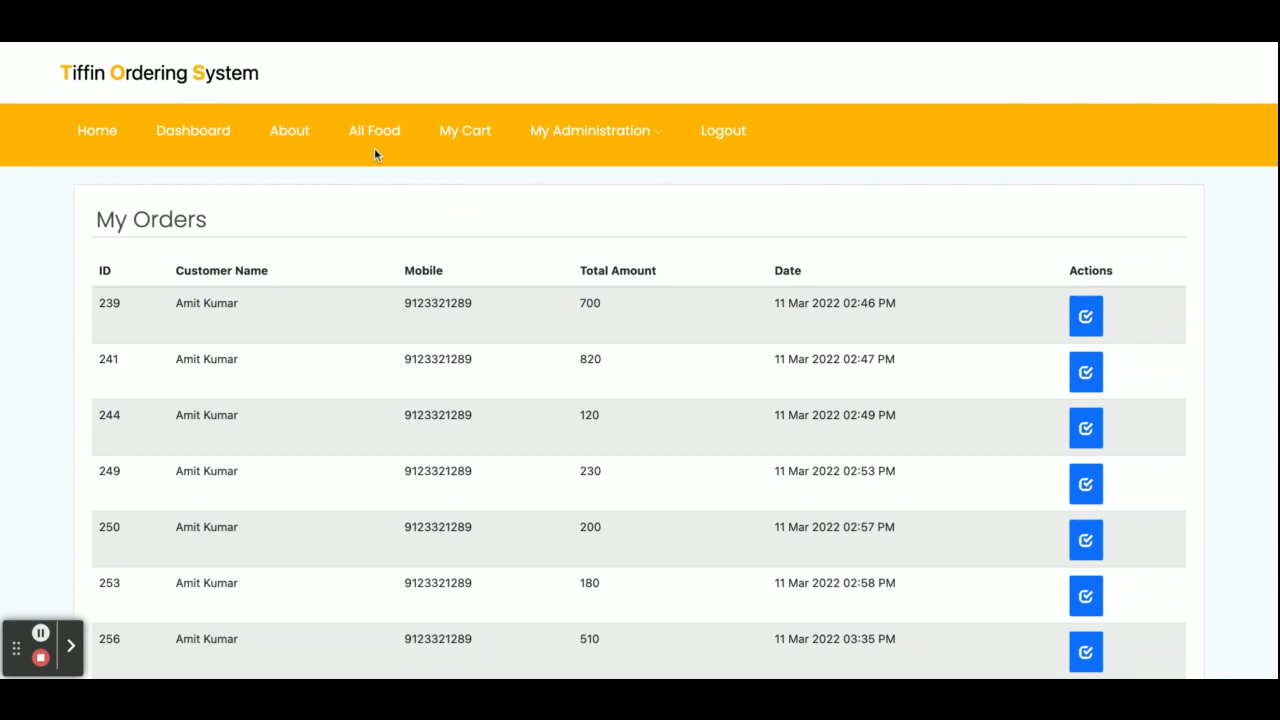 Tiffin Ordering System
Home Dashboard About All Food My Cart My Administration Logout
My Orders
ID Customer Name Mobile Total Amount Date Actions
239 Amit Kumar 9123321289 700 11 Mar 2022 02:46 PM
241 Amit Kumar 9123321289 820 11 Mar 2022 02:47 PM
244 Amit Kumar 9123321289 120 11 Mar 2022 02:49 PM
249 Amit Kumar 9123321289 230 11 Mar 2022 02:53 PM
250 Amit Kumar 9123321289 200 11 Mar 2022 02:57 PM
253 Amit Kumar 9123321289 180 11 Mar 2022 02:58 PM
256 Amit Kumar 9123321289 510 11 Mar 2022 03:35 PM